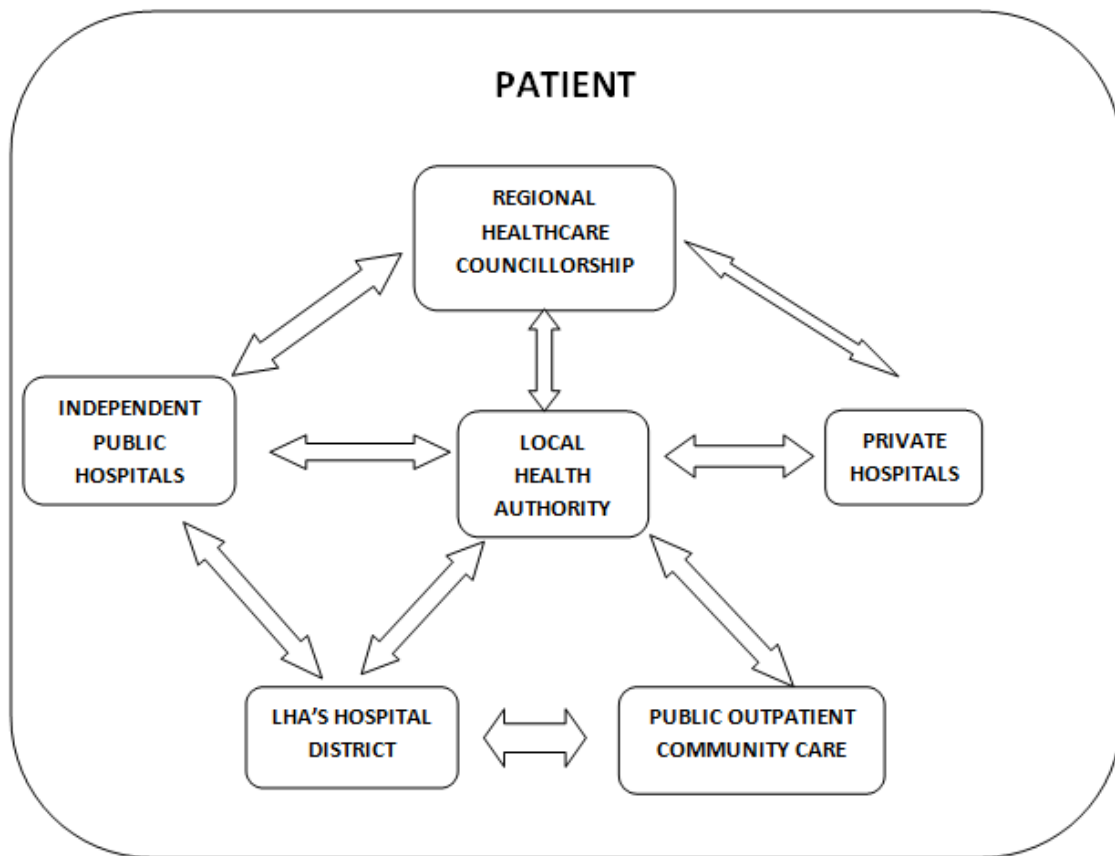 PATIENT
REGIONAL
HEALTHCARE
COUNCILLORSHIP
INDEPENDENT
PUBLIC
HOSPITALS
LOCAL
HEALTH
AUTHORITY
PRIVATE
HOSPITALS
LHA’S HOSPITAL
DISTRICT
PUBLIC OUTPATIENT
COMMUNITY CARE